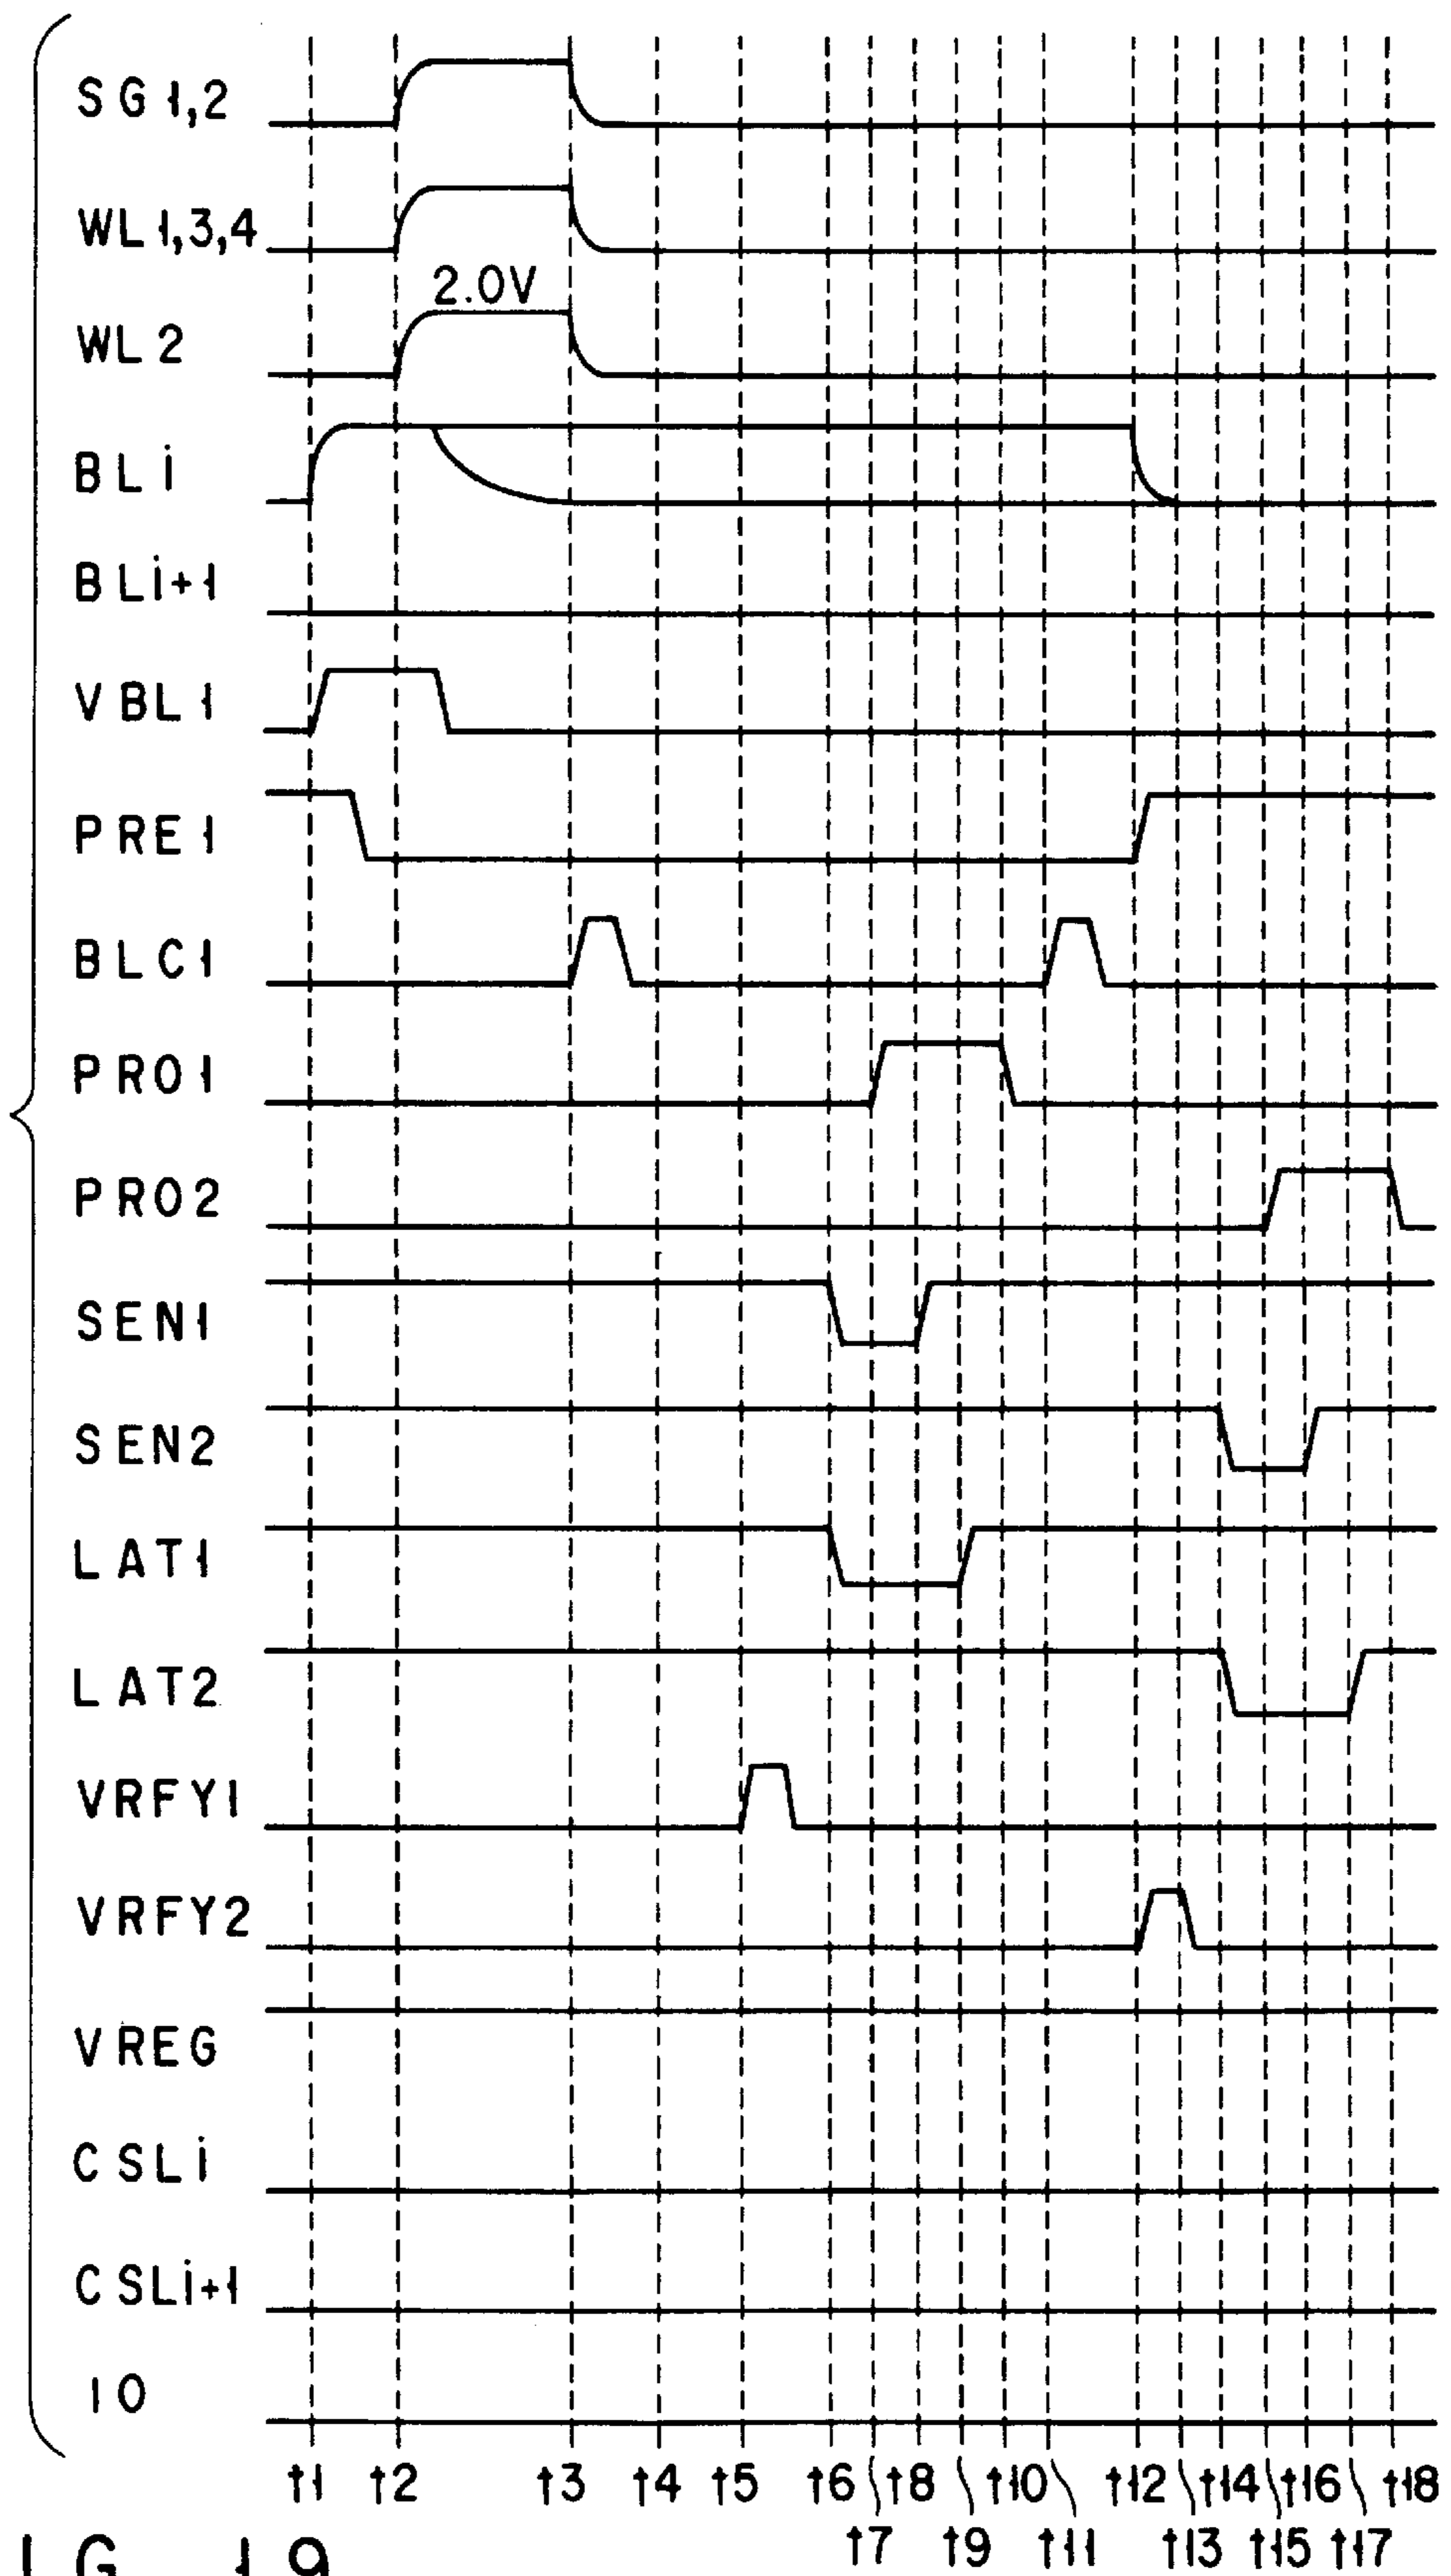 SG1,2
WL1,3,4
2.0V
WL2
BLi
BLi+1
VBL1
PRE1
BLC1
PRO1
PRO2
SEN1
SEN2
LAT1
LAT2
VRFY1
VRFY2
VREG
CSLi
CSLi+1
IO
t1 t2 t3 t4 t5 t6 t8 t10 t12 t14 t16 t18
t7 t9 t11 t13 t15 t17
IG. 19